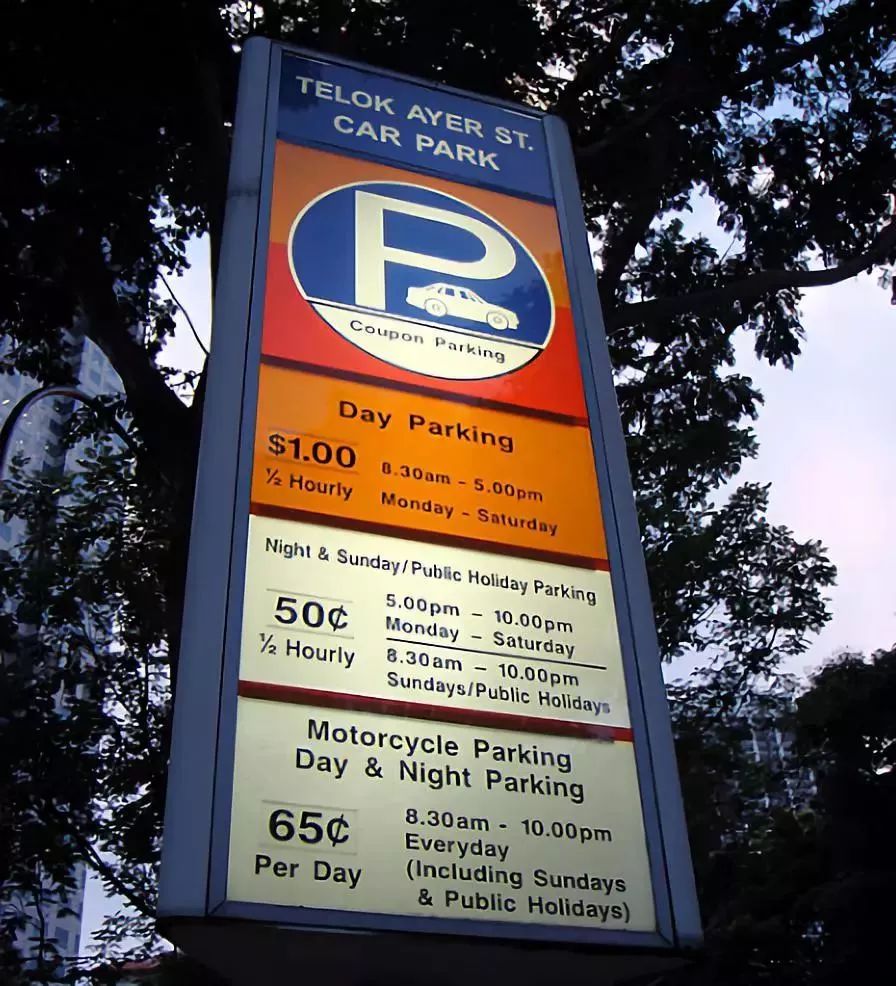 TELOK AYER ST.
CAR PARK
P
Coupon Parking
Day Parking
$1.00
½ Hourly
8.30am - 5.00pm
Monday - Saturday
Night & Sunday/Public Holiday Parking
50¢
½ Hourly
5.00pm - 10.00pm
Monday - Saturday
8.30am - 10.00pm
Sundays/Public Holidays
Motorcycle Parking
Day & Night Parking
65¢
Per Day
8.30am - 10.00pm
Everyday
(Including Sundays
& Public Holidays)